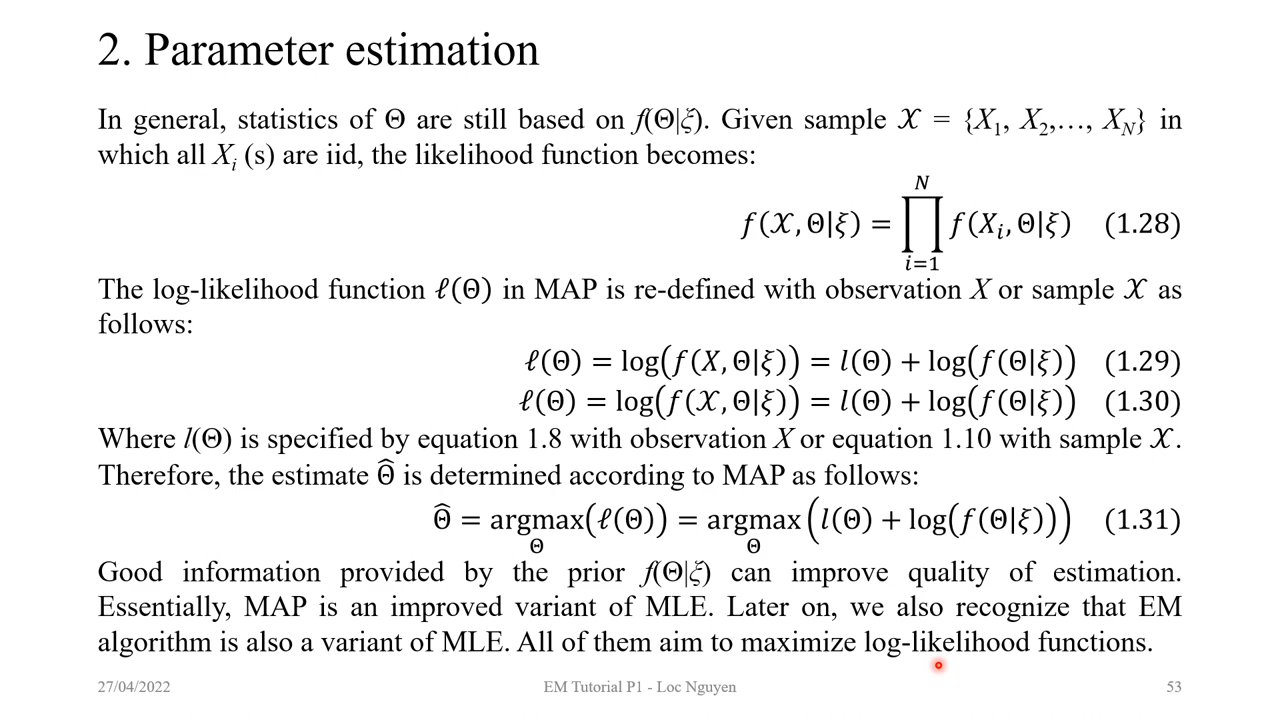 2. Parameter estimation
In general, statistics of Θ are still based on f(Θ|ξ). Given sample 𝒳 = {X₁, X₂,…, X_N} in
which all Xᵢ (s) are iid, the likelihood function becomes:
f(𝒳, Θ|ξ) = ∏_{i=1}^{N} f(Xᵢ, Θ|ξ) (1.28)
The log-likelihood function ℓ(Θ) in MAP is re-defined with observation X or sample 𝒳 as
follows:
ℓ(Θ) = log(f(X, Θ|ξ)) = l(Θ) + log(f(Θ|ξ)) (1.29)
ℓ(Θ) = log(f(𝒳, Θ|ξ)) = l(Θ) + log(f(Θ|ξ)) (1.30)
Where l(Θ) is specified by equation 1.8 with observation X or equation 1.10 with sample 𝒳.
Therefore, the estimate Θ̂ is determined according to MAP as follows:
Θ̂ = argmax_Θ (ℓ(Θ)) = argmax_Θ (l(Θ) + log(f(Θ|ξ))) (1.31)
Good information provided by the prior f(Θ|ξ) can improve quality of estimation.
Essentially, MAP is an improved variant of MLE. Later on, we also recognize that EM
algorithm is also a variant of MLE. All of them aim to maximize log-likelihood functions.
27/04/2022 EM Tutorial P1 - Loc Nguyen 53